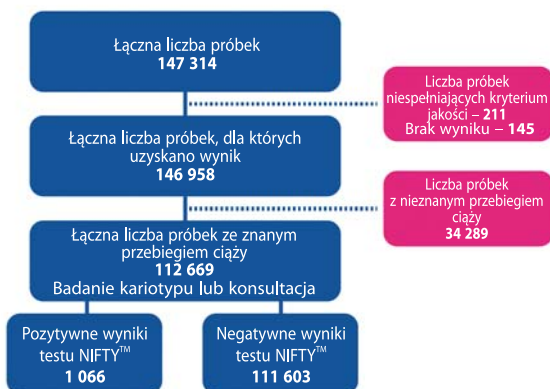 Łączna liczba próbek
147 314
Liczba próbek
niespełniających kryterium
jakości – 211
Brak wyniku – 145
Łączna liczba próbek, dla których
uzyskano wynik
146 958
Liczba próbek
z nieznanym przebiegiem
ciąży
34 289
Łączna liczba próbek ze znanym
przebiegiem ciąży
112 669
Badanie kariotypu lub konsultacja
Pozytywne wyniki
testu NIFTY™
1 066
Negatywne wyniki
testu NIFTY™
111 603